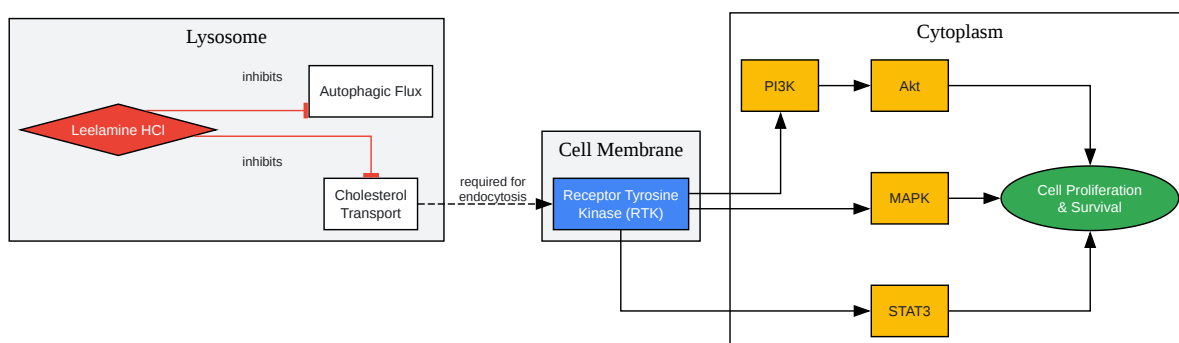 Lysosome
inhibits
Autophagic Flux
Leelamine HCl
inhibits
Cholesterol
Transport
required for
endocytosis
Cell Membrane
Receptor Tyrosine
Kinase (RTK)
Cytoplasm
PI3K
Akt
MAPK
Cell Proliferation
& Survival
STAT3